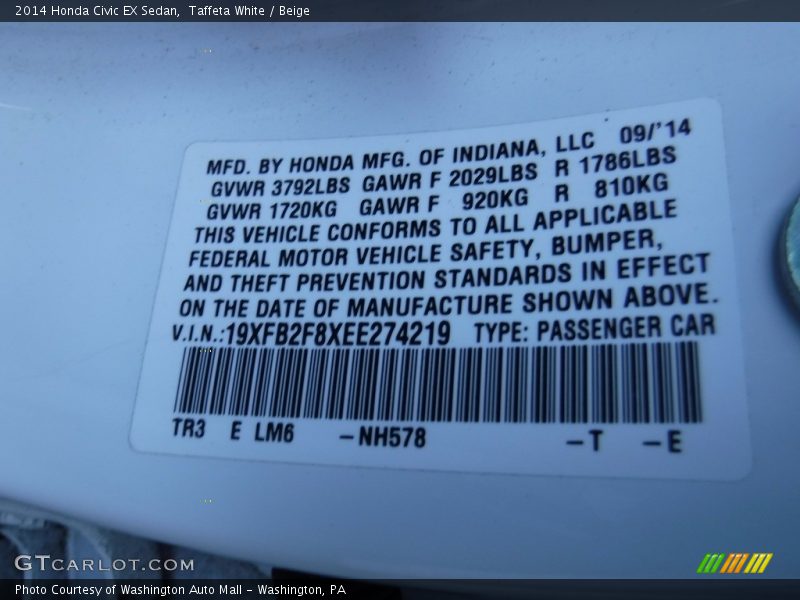 2014 Honda Civic EX Sedan, Taffeta White / Beige
MFD. BY HONDA MFG. OF INDIANA, LLC 09/'14
GVWR 3792LBS GAWR F 2029LBS R 1786LBS
GVWR 1720KG GAWR F 920KG R 810KG
THIS VEHICLE CONFORMS TO ALL APPLICABLE
FEDERAL MOTOR VEHICLE SAFETY, BUMPER,
AND THEFT PREVENTION STANDARDS IN EFFECT
ON THE DATE OF MANUFACTURE SHOWN ABOVE.
V.I.N.:19XFB2F8XEE274219 TYPE: PASSENGER CAR
TR3 E LM6 –NH578 –T –E
GTCARLOT.COM
Photo Courtesy of Washington Auto Mall – Washington, PA